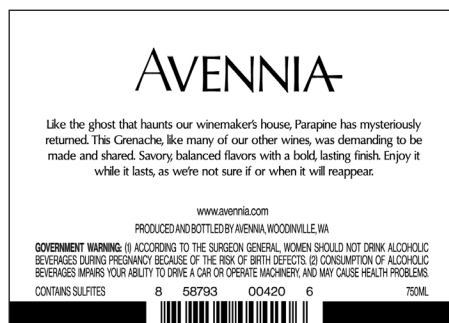 AVENNIA
Like the ghost that haunts our winemaker's house, Parapine has mysteriously
returned. This Grenache, like many of our other wines, was demanding to be
made and shared. Savory, balanced flavors with a bold, lasting finish. Enjoy it
while it lasts, as we're not sure if or when it will reappear.
www.avennia.com
PRODUCED AND BOTTLED BY AVENNIA, WOODINVILLE, WA
GOVERNMENT WARNING: (1) ACCORDING TO THE SURGEON GENERAL, WOMEN SHOULD NOT DRINK ALCOHOLIC
BEVERAGES DURING PREGNANCY BECAUSE OF THE RISK OF BIRTH DEFECTS. (2) CONSUMPTION OF ALCOHOLIC
BEVERAGES IMPAIRS YOUR ABILITY TO DRIVE A CAR OR OPERATE MACHINERY, AND MAY CAUSE HEALTH PROBLEMS.
CONTAINS SULFITES 8 58793 00420 6 750ML